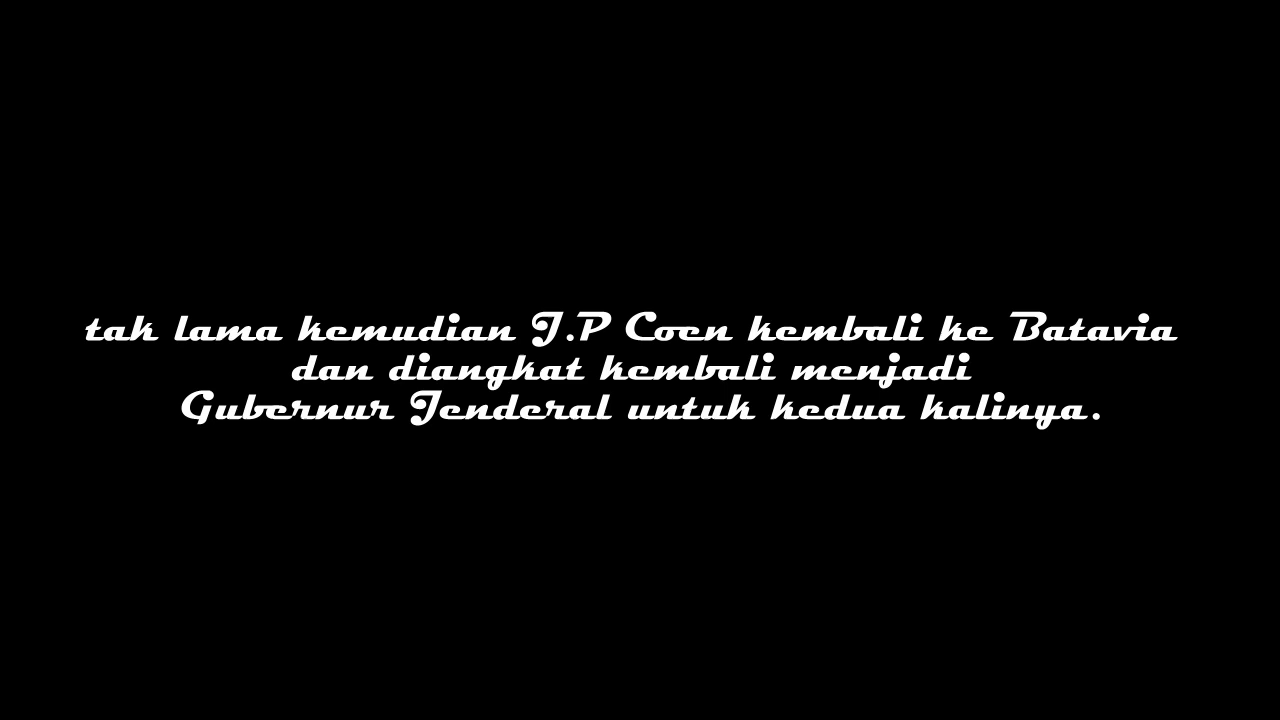 tak lama kemudian J.P Coen kembali ke Batavia
dan diangkat kembali menjadi
Gubernur Jenderal untuk kedua kalinya.